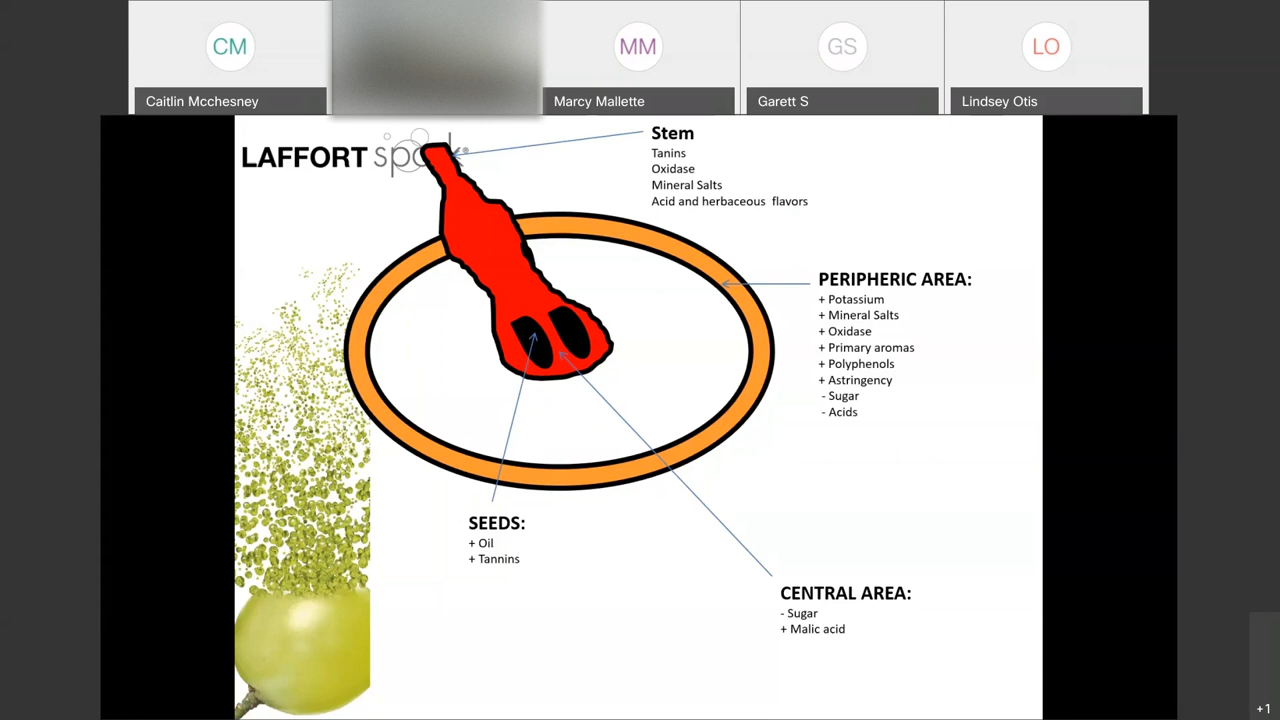 CM
MM
GS
LO
Caitlin Mcchesney
Marcy Mallette
Garett S
Lindsey Otis
LAFFORT
Stem
Tanins
Oxidase
Mineral Salts
Acid and herbaceous flavors
PERIPHERIC AREA:
+ Potassium
+ Mineral Salts
+ Oxidase
+ Primary aromas
+ Polyphenols
+ Astringency
- Sugar
- Acids
SEEDS:
+ Oil
+ Tannins
CENTRAL AREA:
- Sugar
+ Malic acid
+1